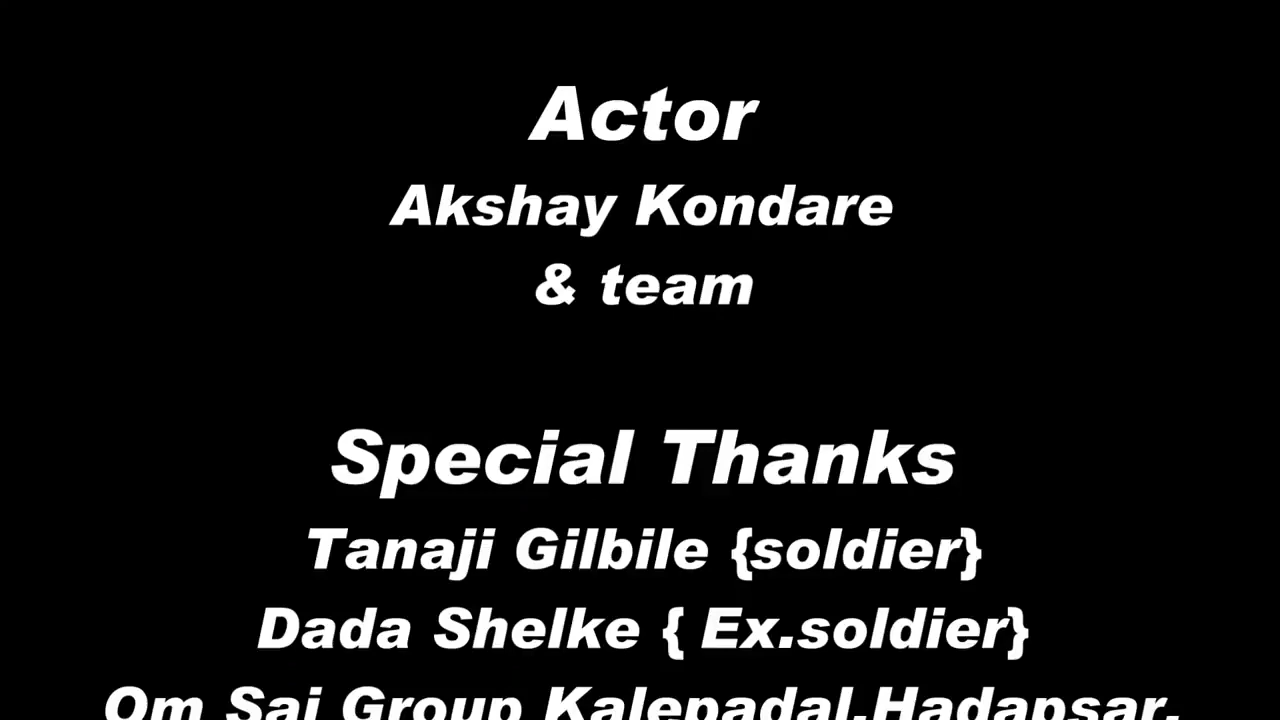 Actor
Akshay Kondare
& team
Special Thanks
Tanaji Gilbile {soldier}
Dada Shelke { Ex.soldier}
Om Sai Group Kalepadal,Hadapsar.